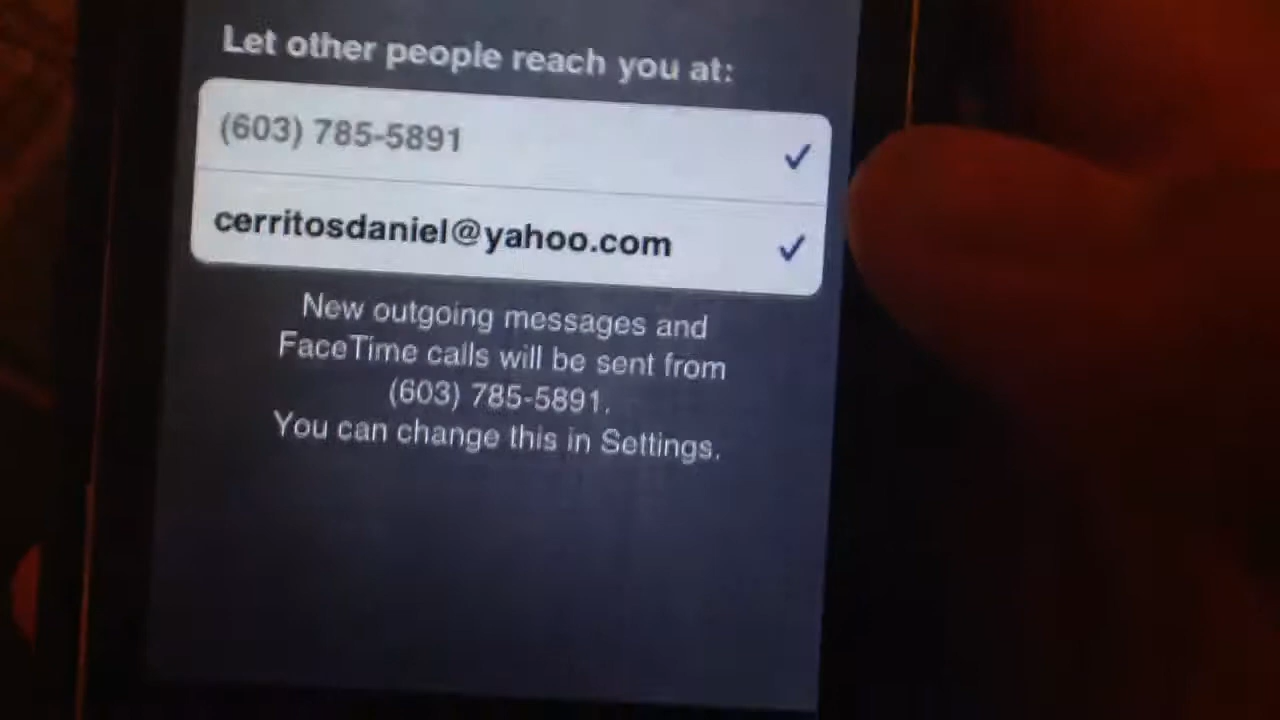 Let other people reach you at:
(603) 785-5891
cerritosdaniel@yahoo.com
New outgoing messages and
FaceTime calls will be sent from
(603) 785-5891.
You can change this in Settings.